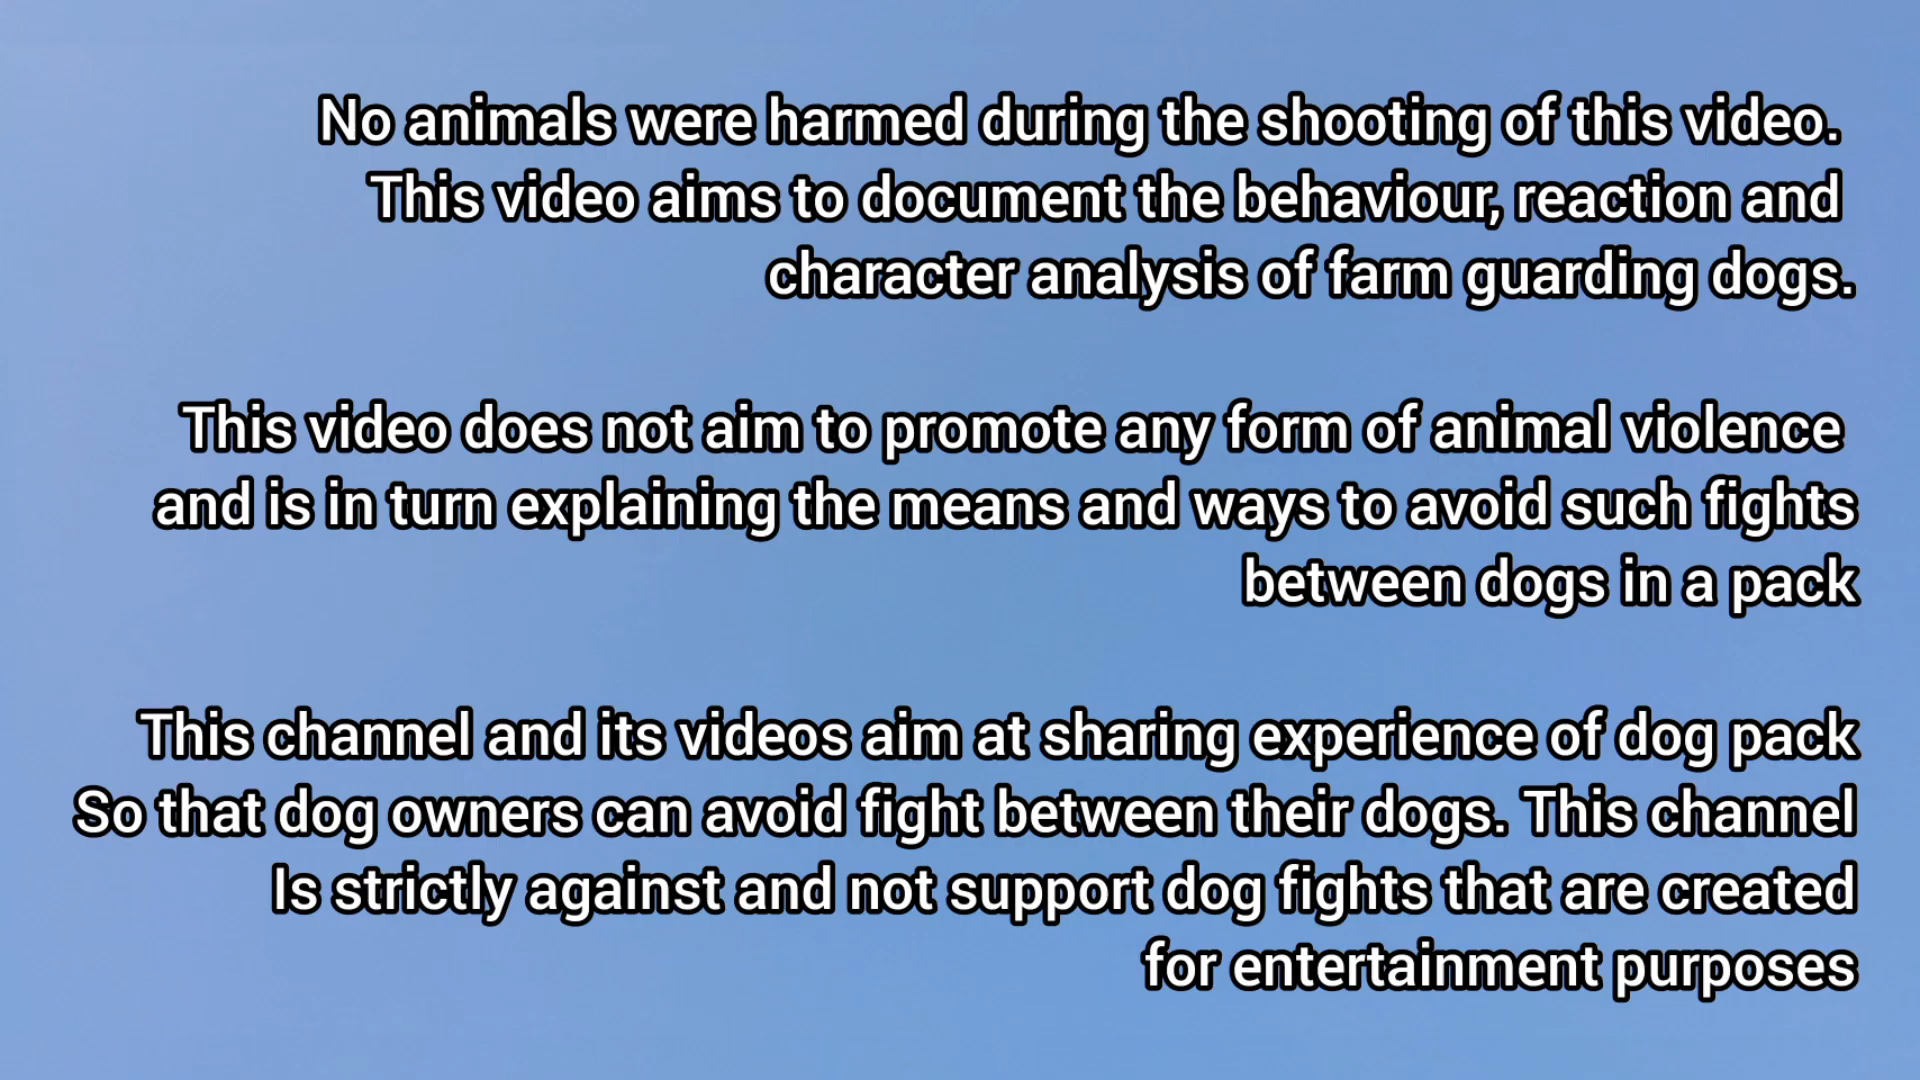 No animals were harmed during the shooting of this video.
This video aims to document the behaviour, reaction and
character analysis of farm guarding dogs.
This video does not aim to promote any form of animal violence
and is in turn explaining the means and ways to avoid such fights
between dogs in a pack
This channel and its videos aim at sharing experience of dog pack
So that dog owners can avoid fight between their dogs. This channel
Is strictly against and not support dog fights that are created
for entertainment purposes